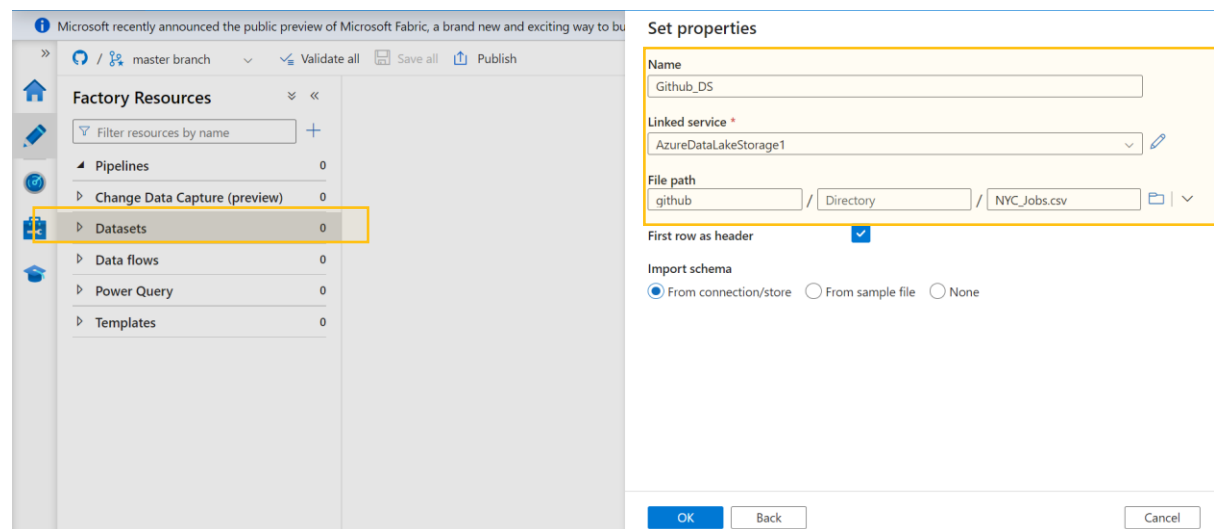 Microsoft recently announced the public preview of Microsoft Fabric, a brand new and exciting way to bu
/ master branch Validate all Save all Publish
Factory Resources
Filter resources by name
Pipelines 0
Change Data Capture (preview) 0
Datasets 0
Data flows 0
Power Query 0
Templates 0
Set properties
Name
Github_DS
Linked service *
AzureDataLakeStorage1
File path
github / Directory / NYC_Jobs.csv
First row as header
Import schema
From connection/store From sample file None
OK Back Cancel